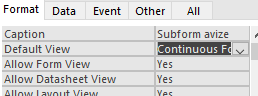 Format Data Event Other All
Caption Subform avize
Default View Continuous Fo
Allow Form View Yes
Allow Datasheet View Yes
Allow Layout View Yes